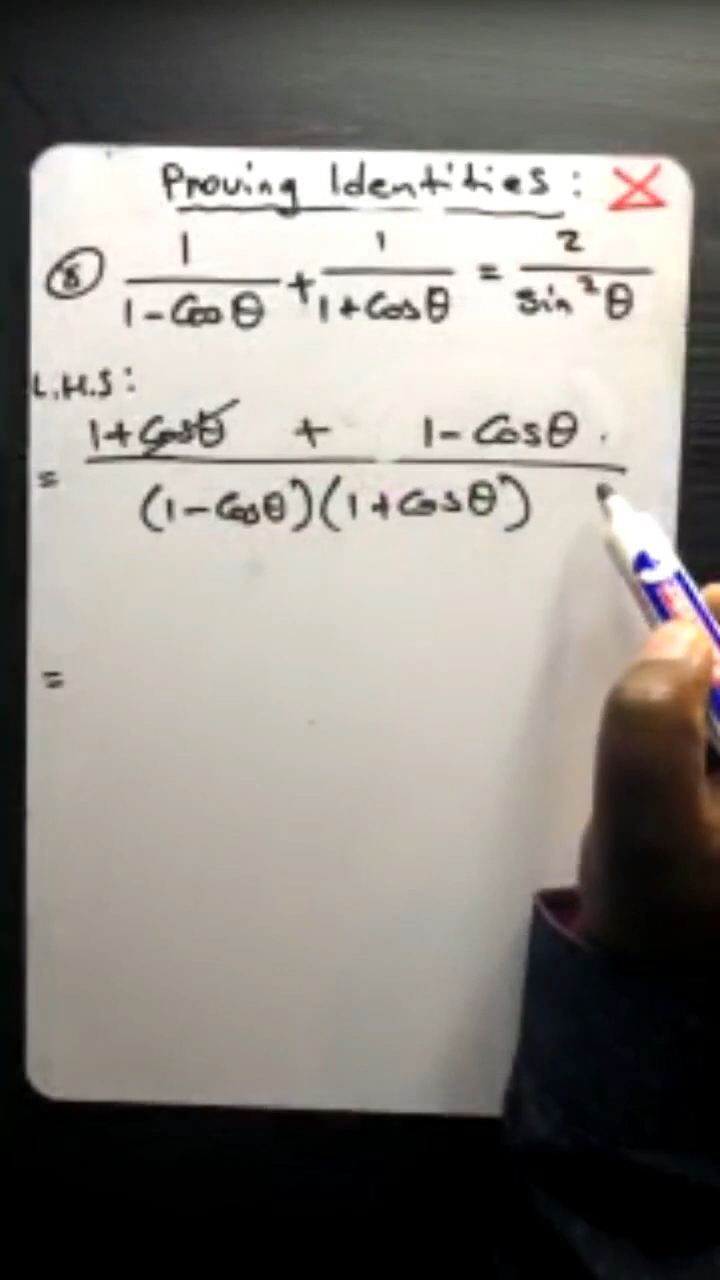 Proving Identities:
⑧ 1/(1-Cosθ) + 1/(1+Cosθ) = 2/sin²θ
L.H.S:
= (1+Cosθ + 1-Cosθ)/((1-Cosθ)(1+Cosθ))
=